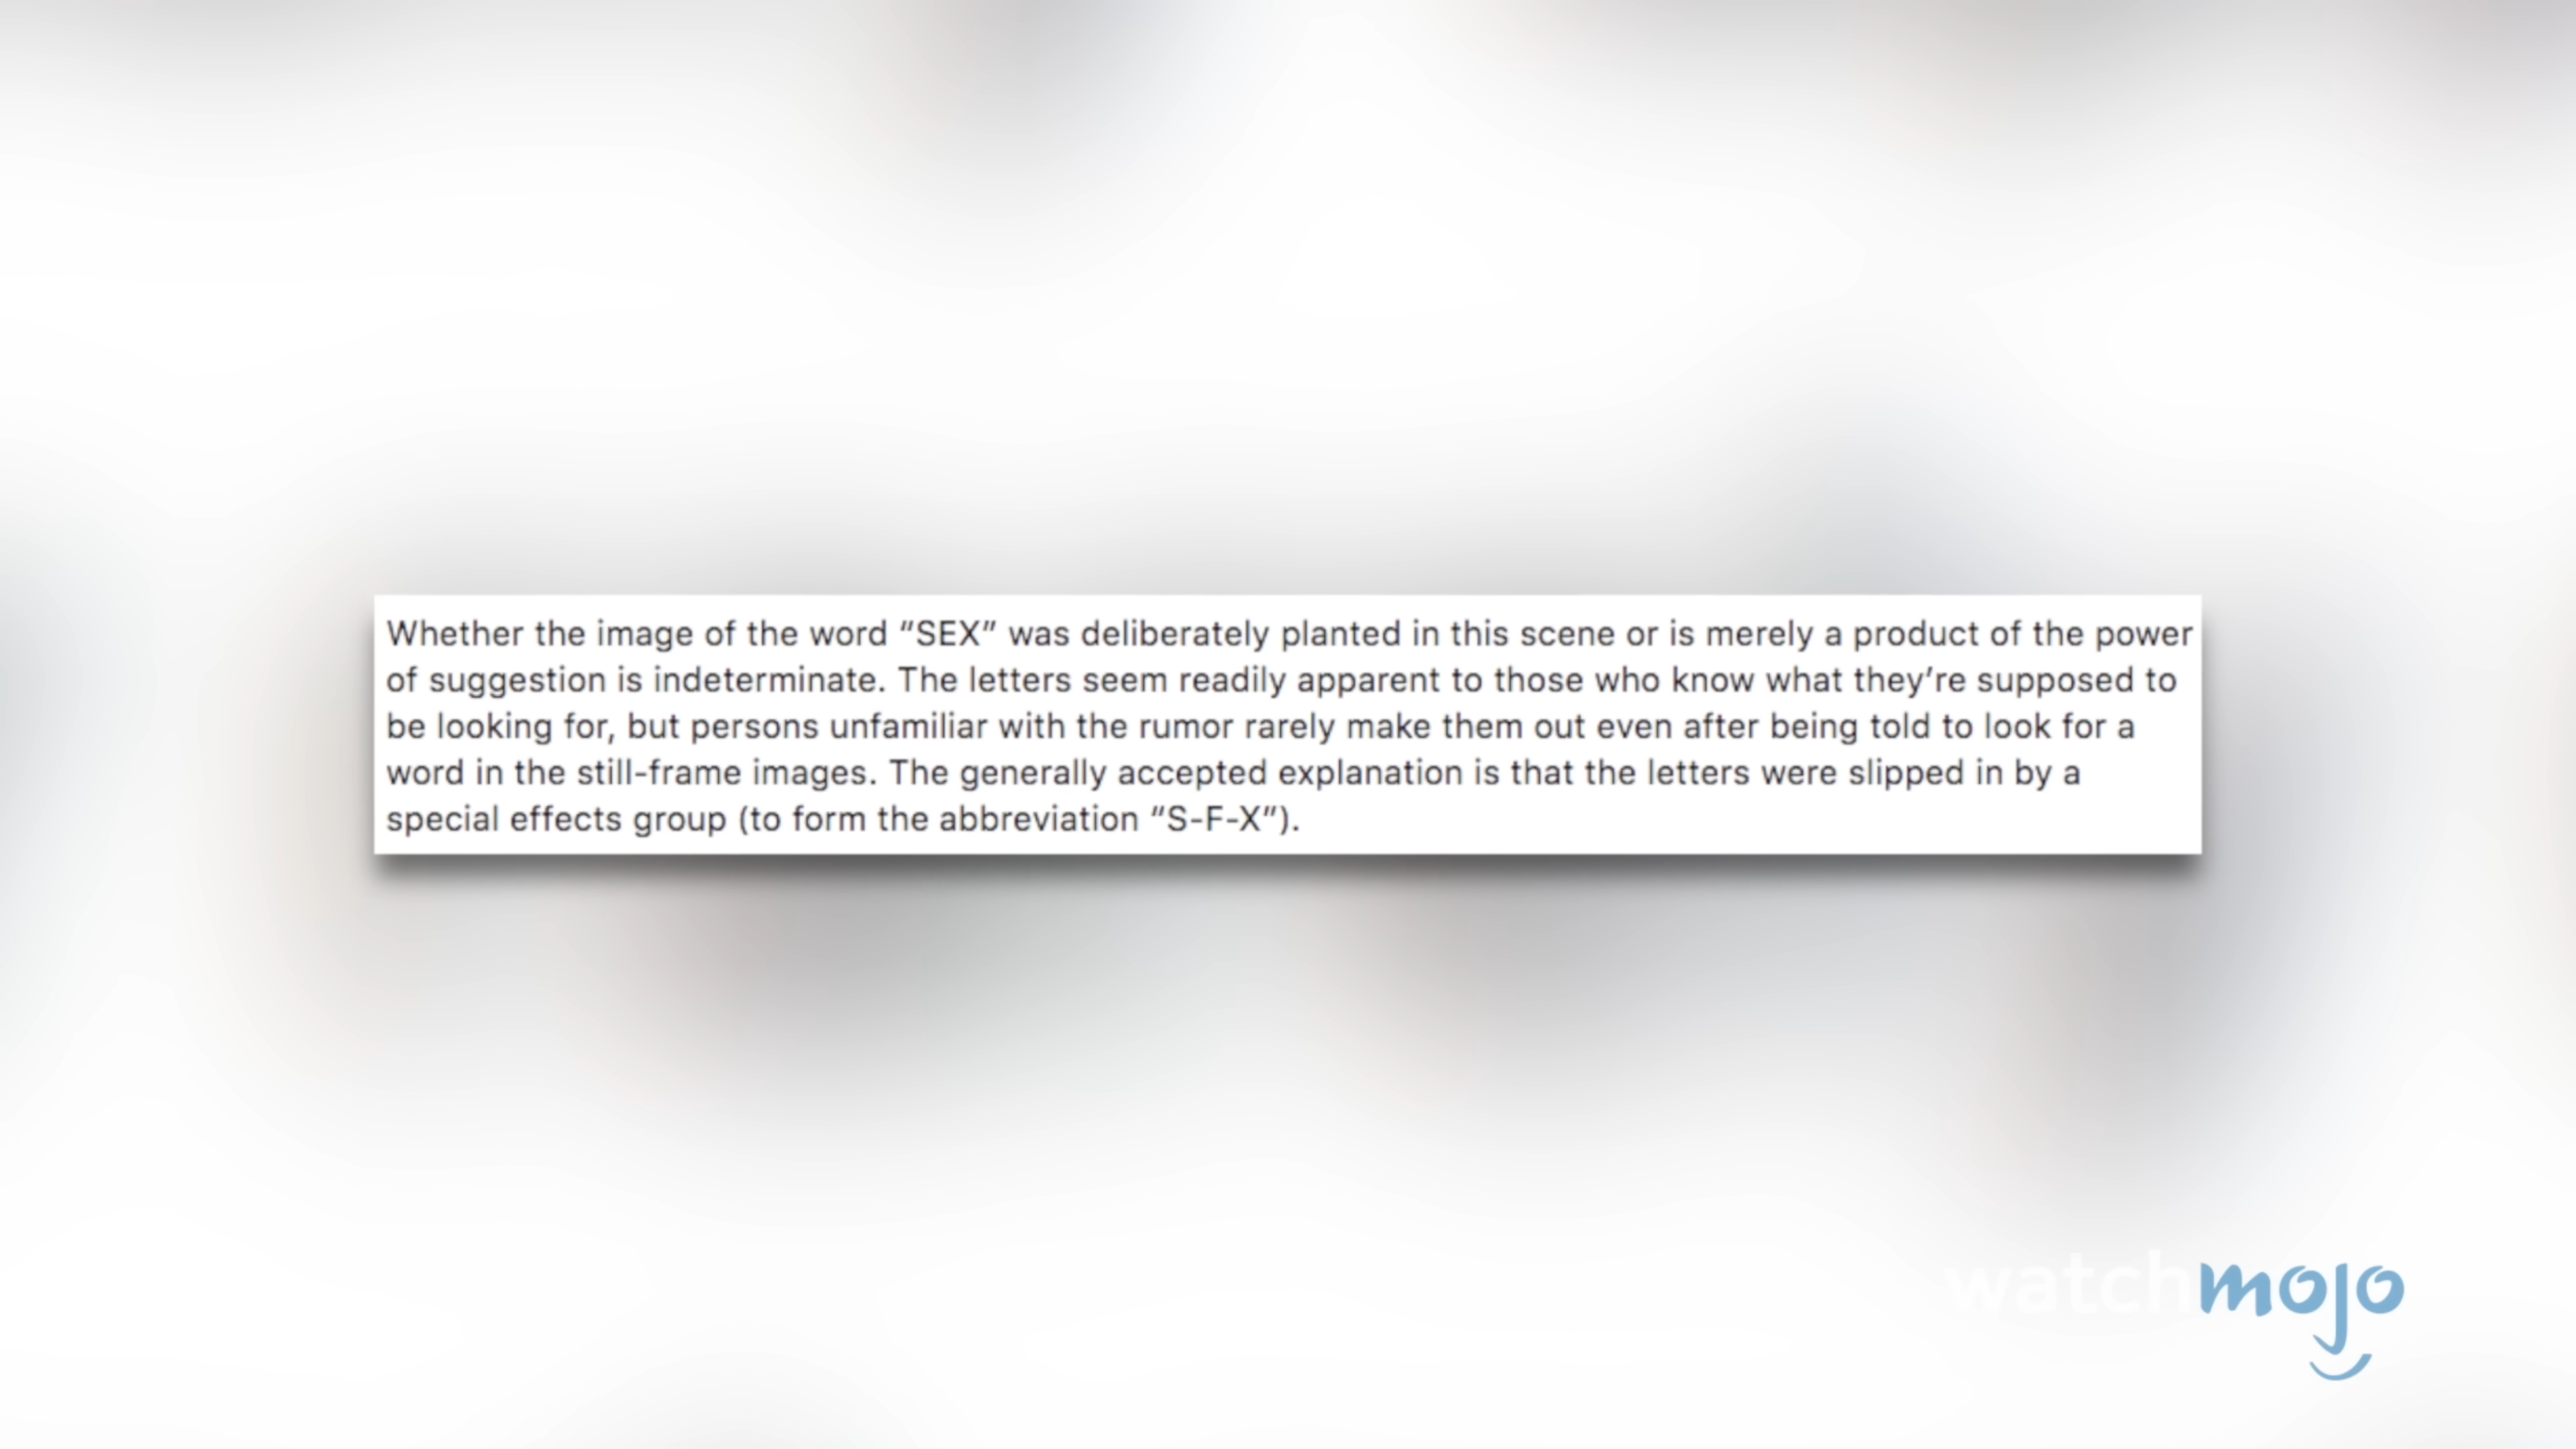 Whether the image of the word “SEX” was deliberately planted in this scene or is merely a product of the power
of suggestion is indeterminate. The letters seem readily apparent to those who know what they’re supposed to
be looking for, but persons unfamiliar with the rumor rarely make them out even after being told to look for a
word in the still-frame images. The generally accepted explanation is that the letters were slipped in by a
special effects group (to form the abbreviation “S-F-X”).
watchmojo